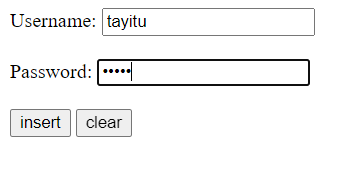 Username: tayitu
Password: •••••
insert clear